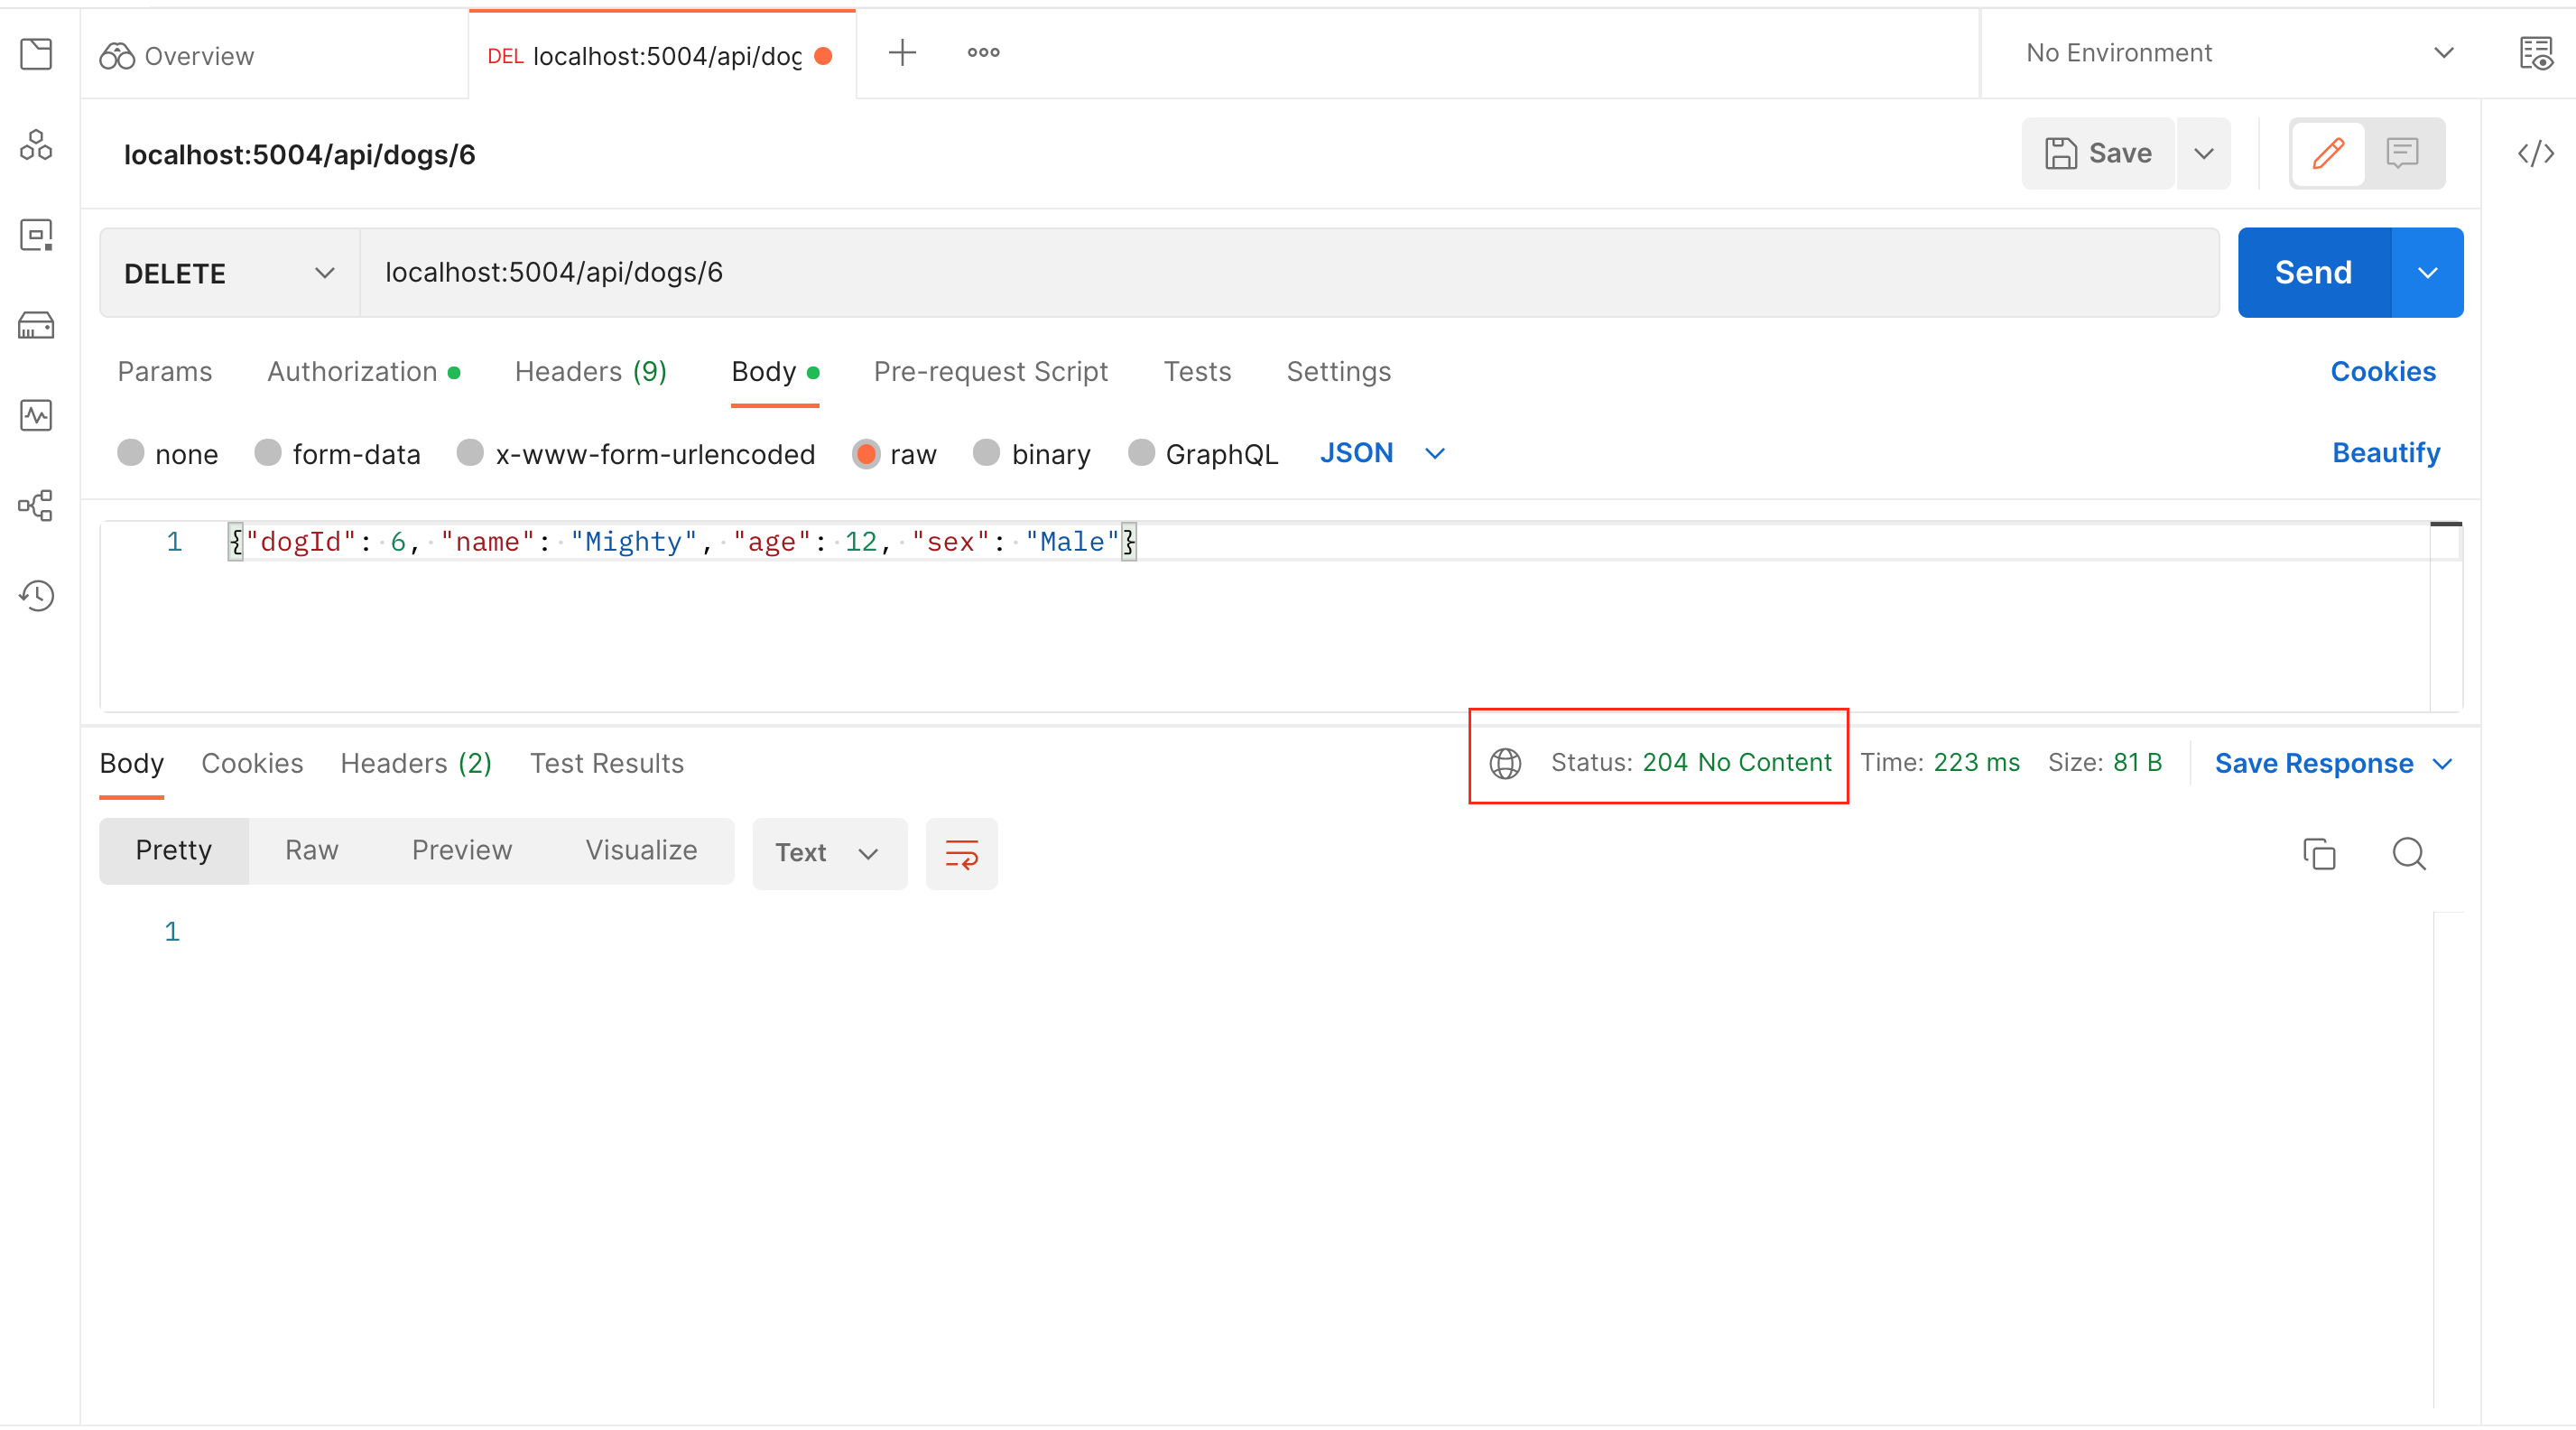 Overview
DEL localhost:5004/api/dog
No Environment
localhost:5004/api/dogs/6
Save
DELETE
localhost:5004/api/dogs/6
Send
Params Authorization Headers (9) Body Pre-request Script Tests Settings Cookies
none form-data x-www-form-urlencoded raw binary GraphQL JSON Beautify
1 {"dogId": 6, "name": "Mighty", "age": 12, "sex": "Male"}
Body Cookies Headers (2) Test Results Status: 204 No Content Time: 223 ms Size: 81 B Save Response
Pretty Raw Preview Visualize Text
1